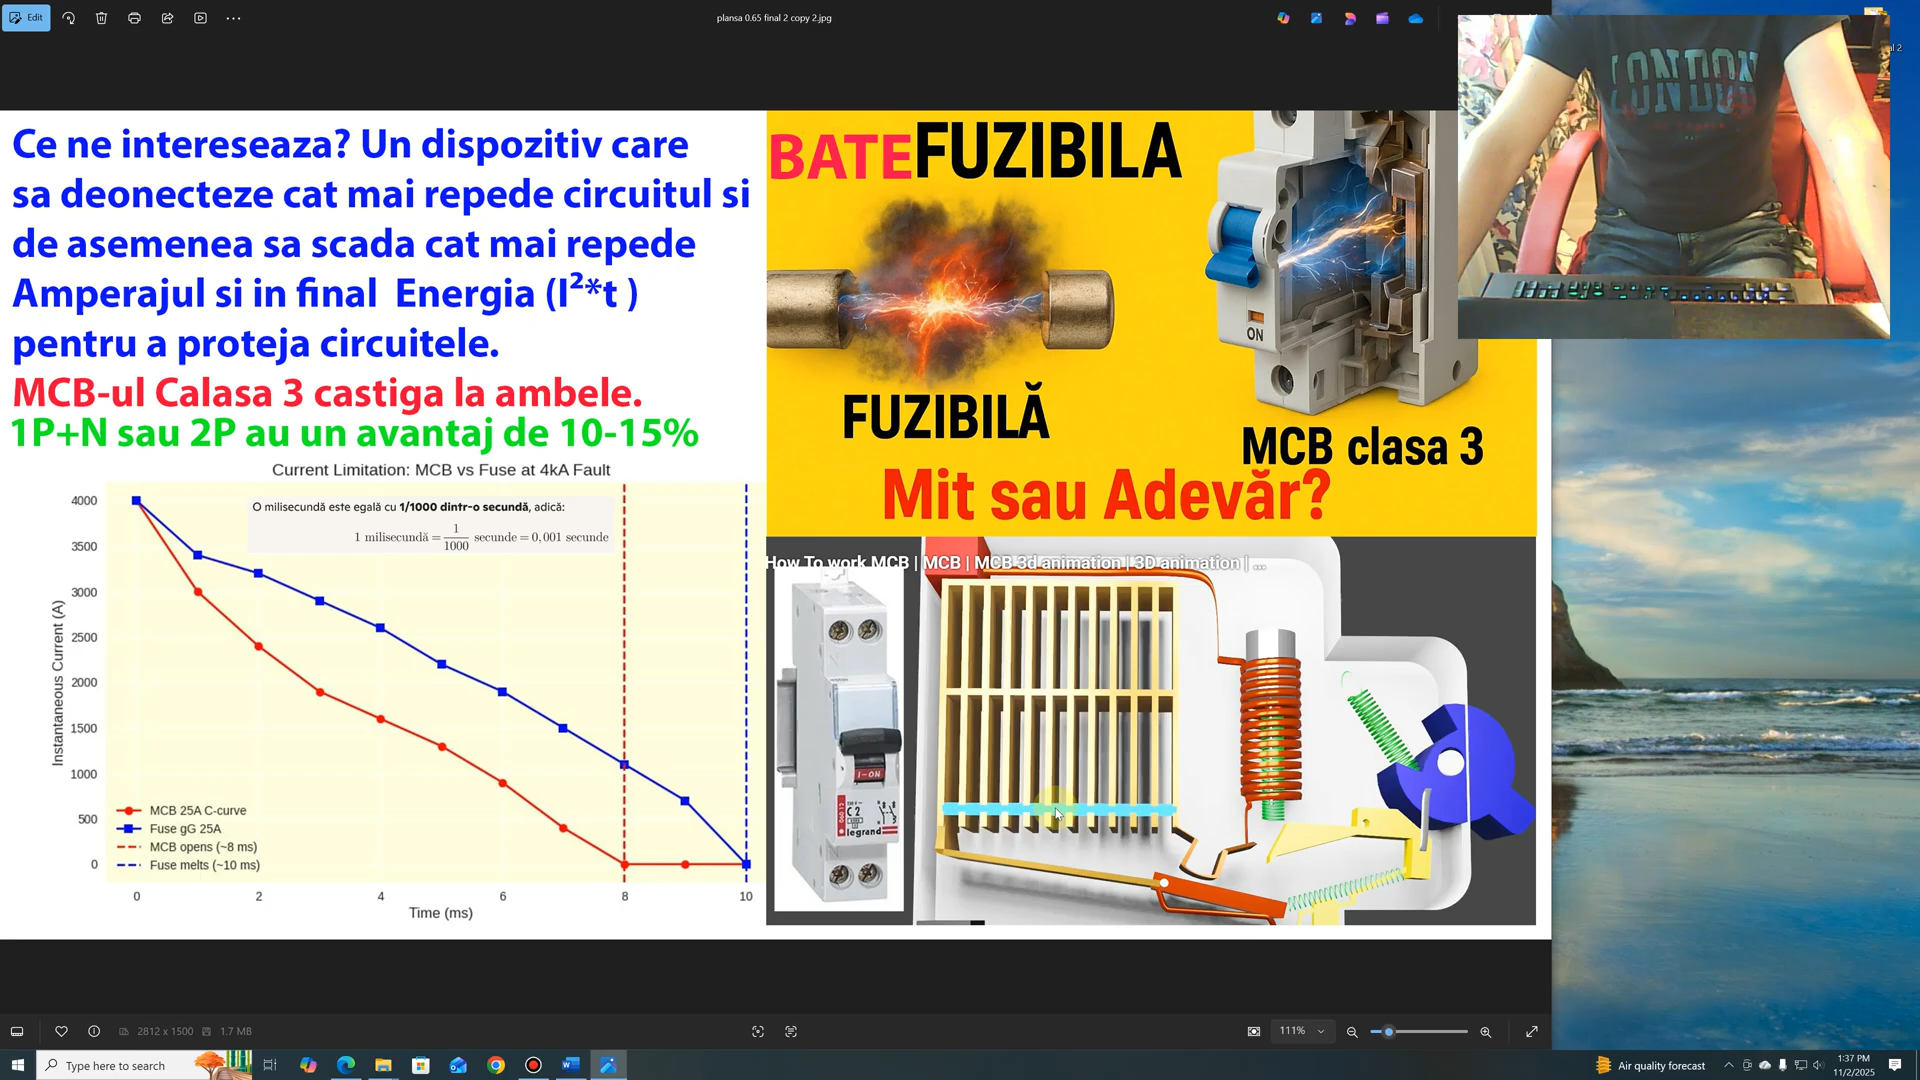 Edit
plansa 0.65 final 2 copy 2.jpg
al 2
LONDON
Ce ne intereseaza? Un dispozitiv care
sa deonecteze cat mai repede circuitul si
de asemenea sa scada cat mai repede
Amperajul si in final Energia (I²*t )
pentru a proteja circuitele.
MCB-ul Calasa 3 castiga la ambele.
1P+N sau 2P au un avantaj de 10-15%
Current Limitation: MCB vs Fuse at 4kA Fault
O milisecundă este egală cu 1/1000 dintr-o secundă, adică:
1 milisecundă = 1/1000 secunde = 0,001 secunde
Instantaneous Current (A)
4000
3500
3000
2500
2000
1500
1000
500
0
MCB 25A C-curve
Fuse gG 25A
MCB opens (~8 ms)
Fuse melts (~10 ms)
0 2 4 6 8 10
Time (ms)
BATE FUZIBILA
ON
FUZIBILĂ
MCB clasa 3
Mit sau Adevăr?
How To work MCB | MCB | MCB 3d animation | 3D animation | ...
I-ON
C 2
legrand
2812 x 1500
1.7 MB
111%
Type here to search
Air quality forecast
1:37 PM
11/2/2025